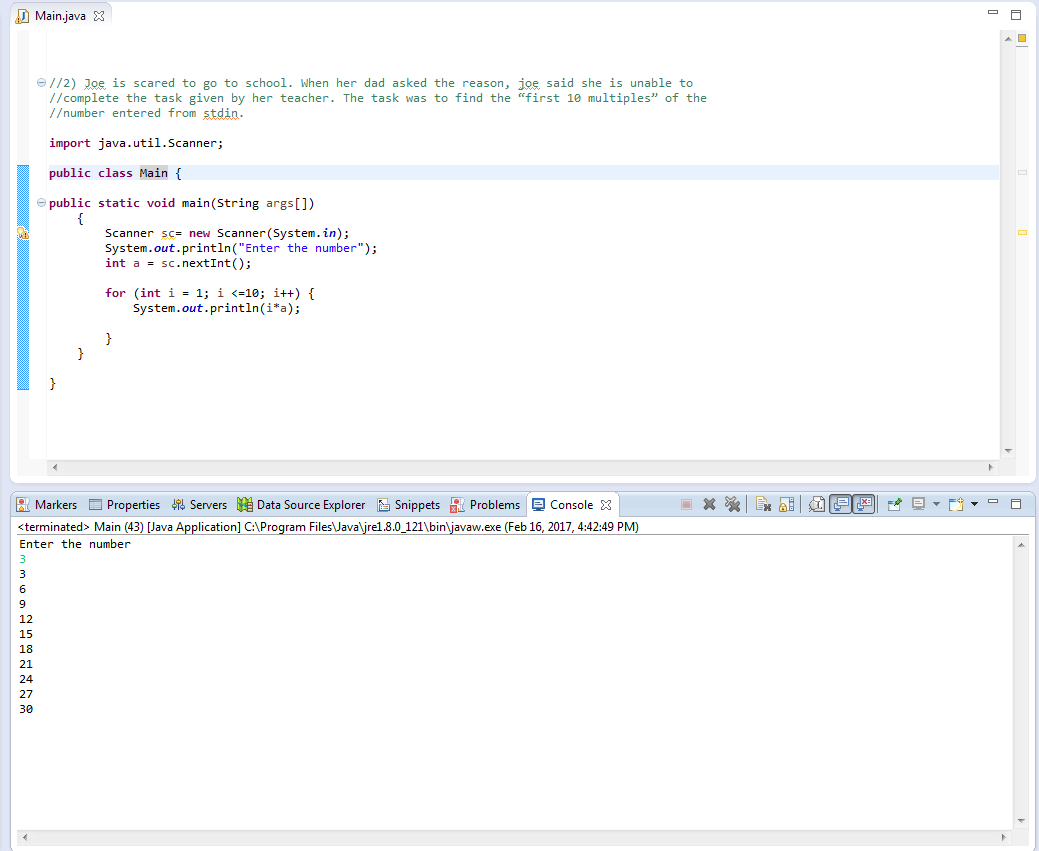 Main.java
//2) Joe is scared to go to school. When her dad asked the reason, joe said she is unable to
//complete the task given by her teacher. The task was to find the “first 10 multiples” of the
//number entered from stdin.
import java.util.Scanner;
public class Main {
public static void main(String args[])
{
Scanner sc= new Scanner(System.in);
System.out.println("Enter the number");
int a = sc.nextInt();
for (int i = 1; i <=10; i++) {
System.out.println(i*a);
}
}
}
Markers Properties Servers Data Source Explorer Snippets Problems Console
<terminated> Main (43) [Java Application] C:\Program Files\Java\jre1.8.0_121\bin\javaw.exe (Feb 16, 2017, 4:42:49 PM)
Enter the number
3
3
6
9
12
15
18
21
24
27
30